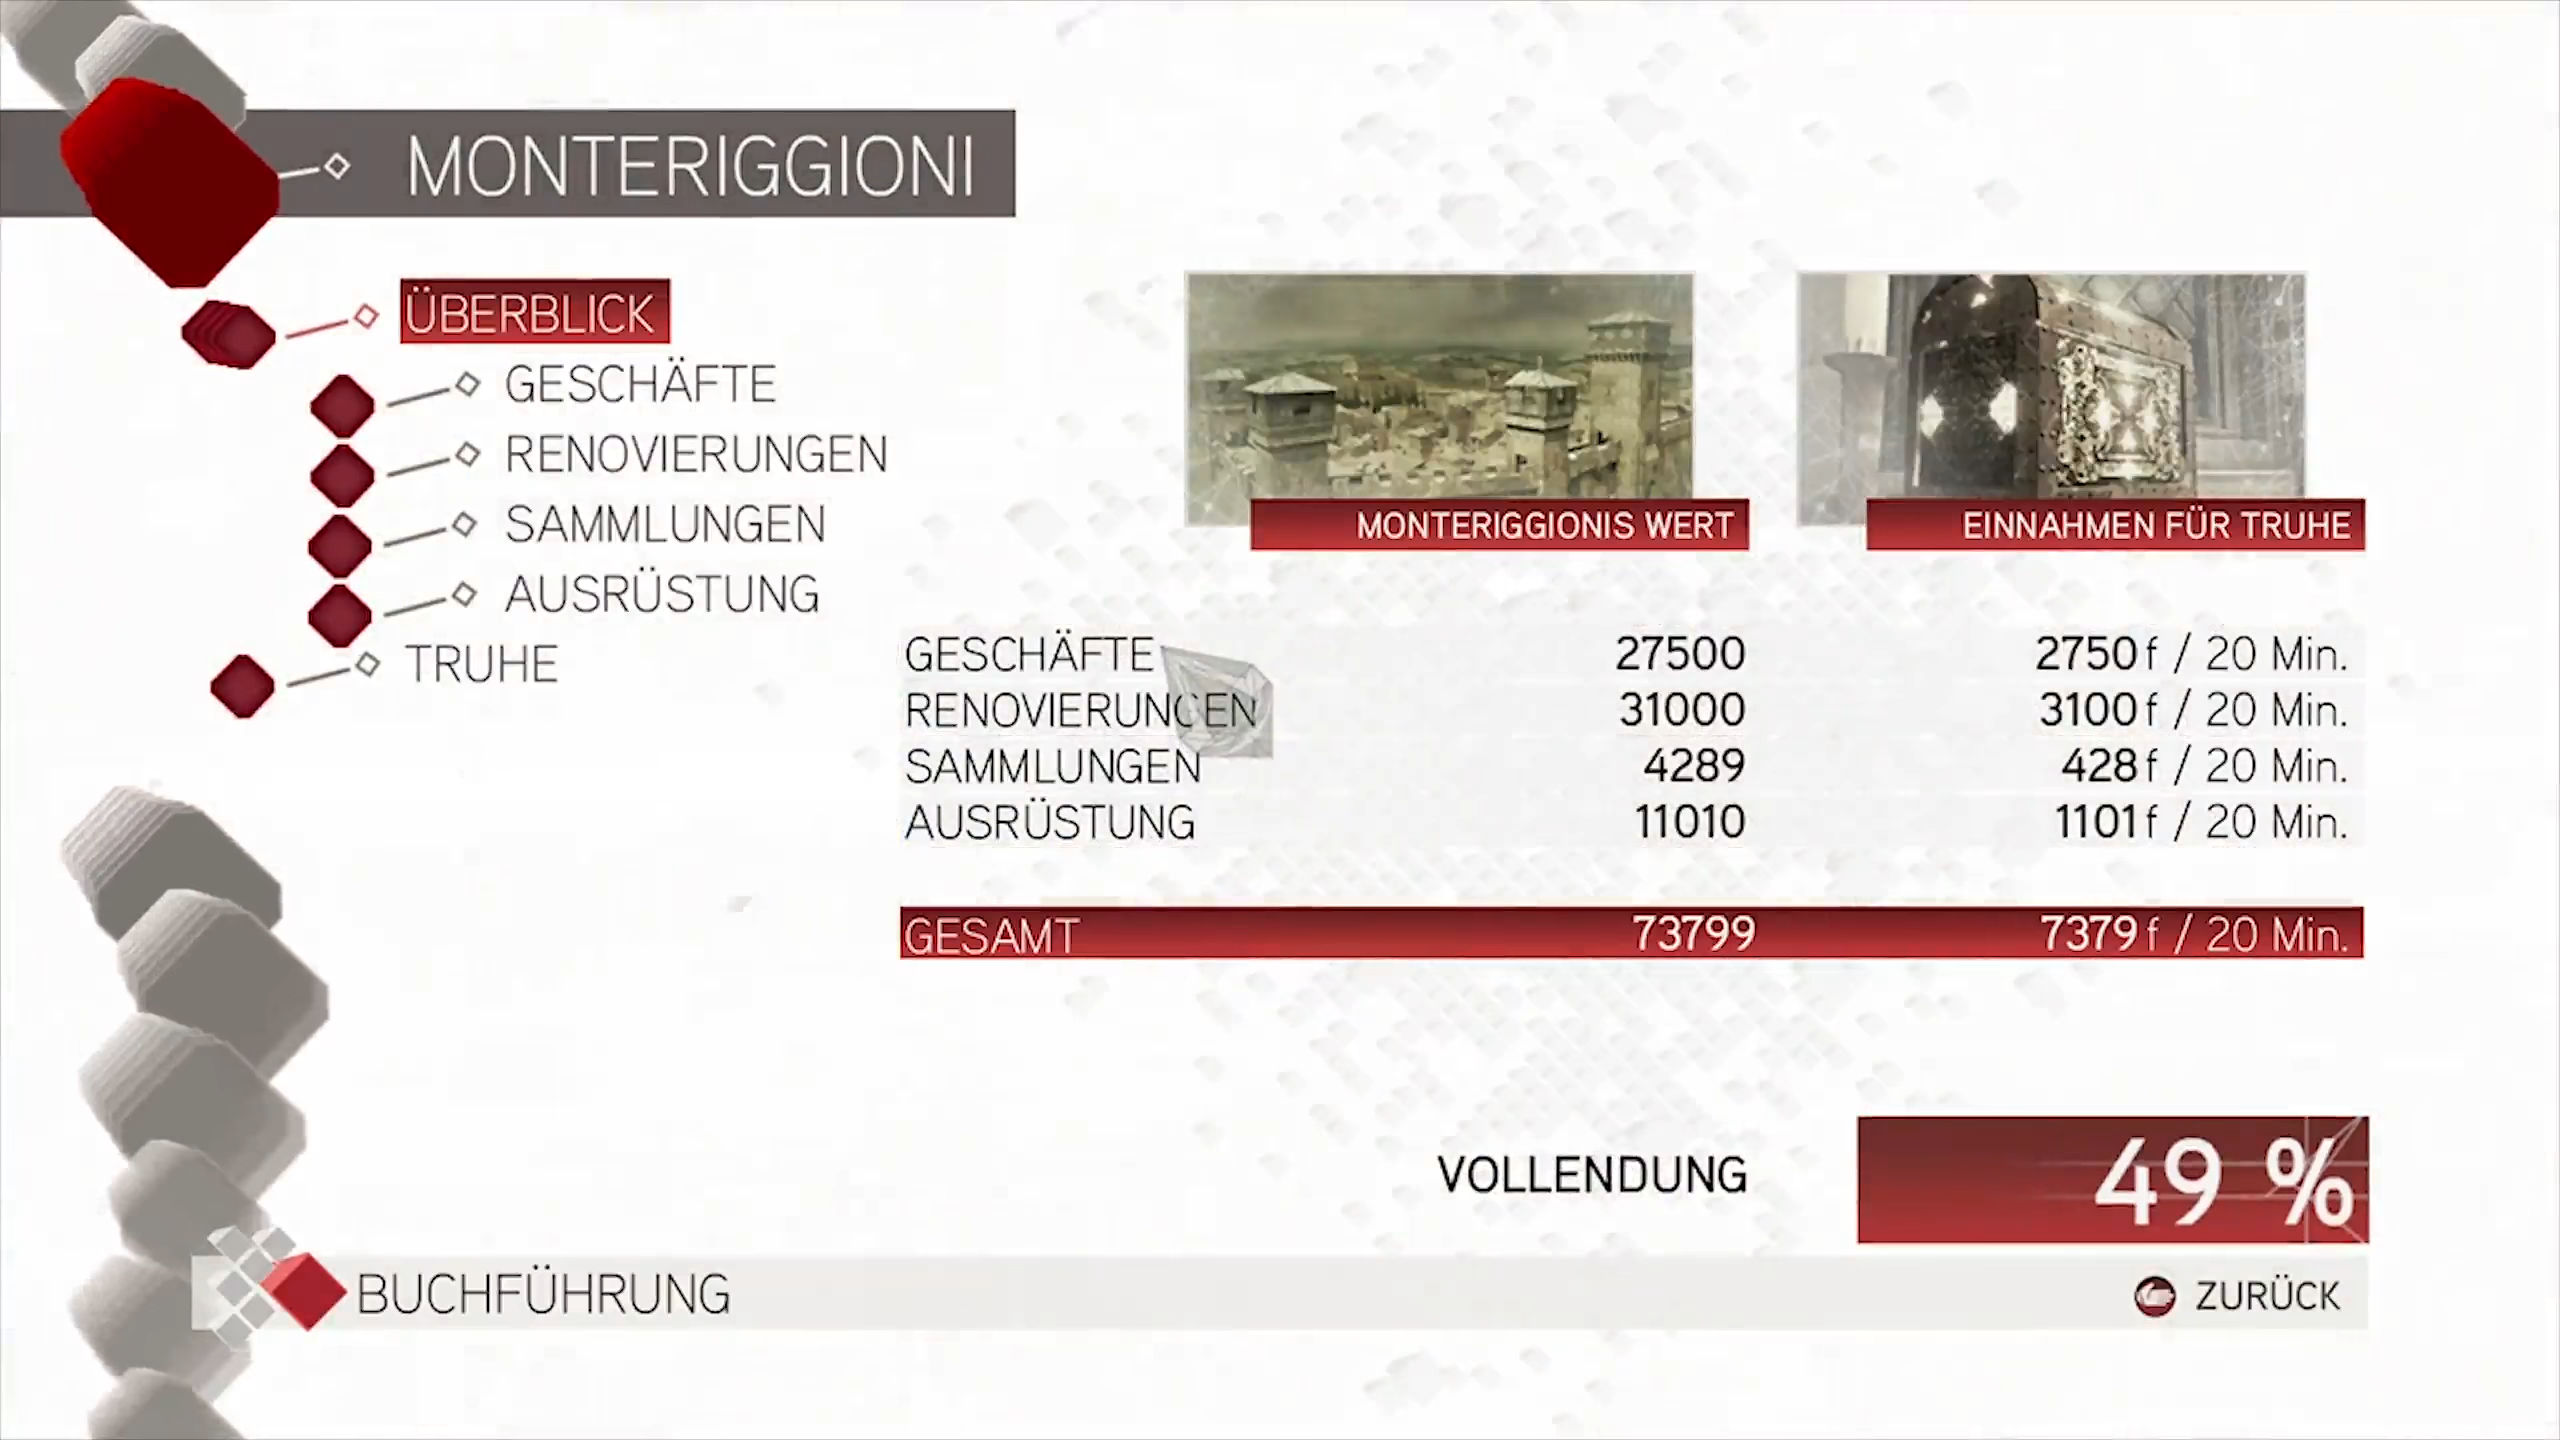 MONTERIGGIONI
ÜBERBLICK
GESCHÄFTE
RENOVIERUNGEN
SAMMLUNGEN
AUSRÜSTUNG
TRUHE
MONTERIGGIONIS WERT EINNAHMEN FÜR TRUHE
GESCHÄFTE 27500 2750 f / 20 Min.
RENOVIERUNGEN 31000 3100 f / 20 Min.
SAMMLUNGEN 4289 428 f / 20 Min.
AUSRÜSTUNG 11010 1101 f / 20 Min.
GESAMT 73799 7379 f / 20 Min.
VOLLENDUNG 49 %
BUCHFÜHRUNG ZURÜCK